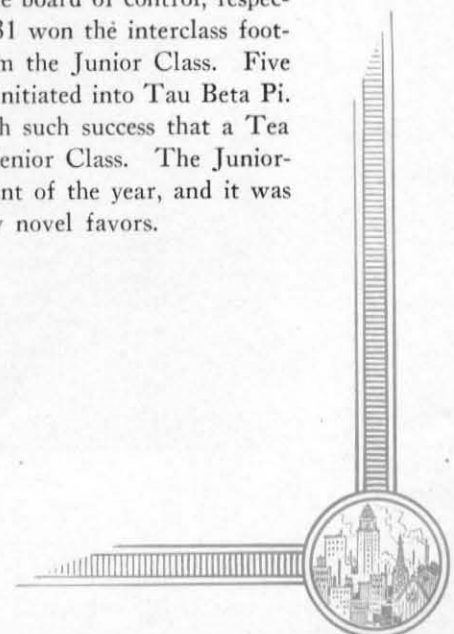 e board of control, respec-
31 won the interclass foot-
m the Junior Class. Five
nitiated into Tau Beta Pi.
h such success that a Tea
enior Class. The Junior-
nt of the year, and it was
novel favors.